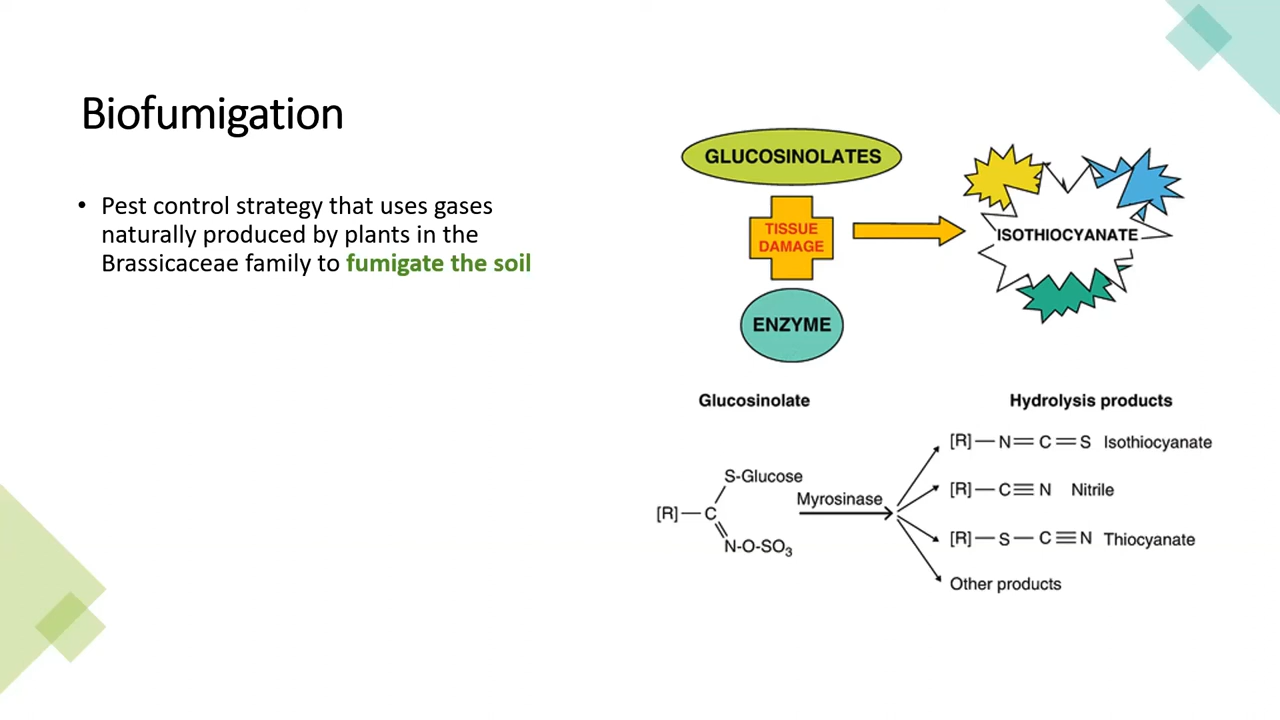 Biofumigation
• Pest control strategy that uses gases
naturally produced by plants in the
Brassicaceae family to fumigate the soil
GLUCOSINOLATES
TISSUE
DAMAGE
ENZYME
ISOTHIOCYANATE
Glucosinolate
Hydrolysis products
S-Glucose
[R]—C
N-O-SO₃
Myrosinase
[R]—N=C=S Isothiocyanate
[R]—C≡N Nitrile
[R]—S—C≡N Thiocyanate
Other products